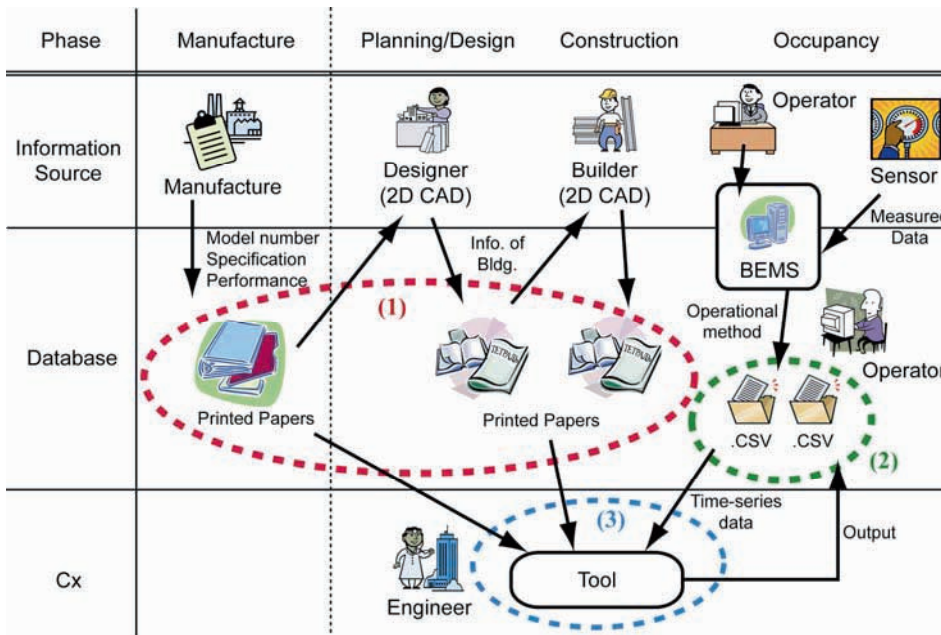 Phase
Manufacture
Planning/Design
Construction
Occupancy
Information
Source
Manufacture
Designer
(2D CAD)
Builder
(2D CAD)
Operator
Sensor
Measured
Data
BEMS
Model number
Specification
Performance
Info. of
Bldg.
Operational
method
Database
(1)
Printed Papers
ТЕТРАДЬ
ТЕТРАДЬ
Printed Papers
Operator
.CSV
.CSV
(2)
Time-series
data
Output
Cx
Engineer
(3)
Tool